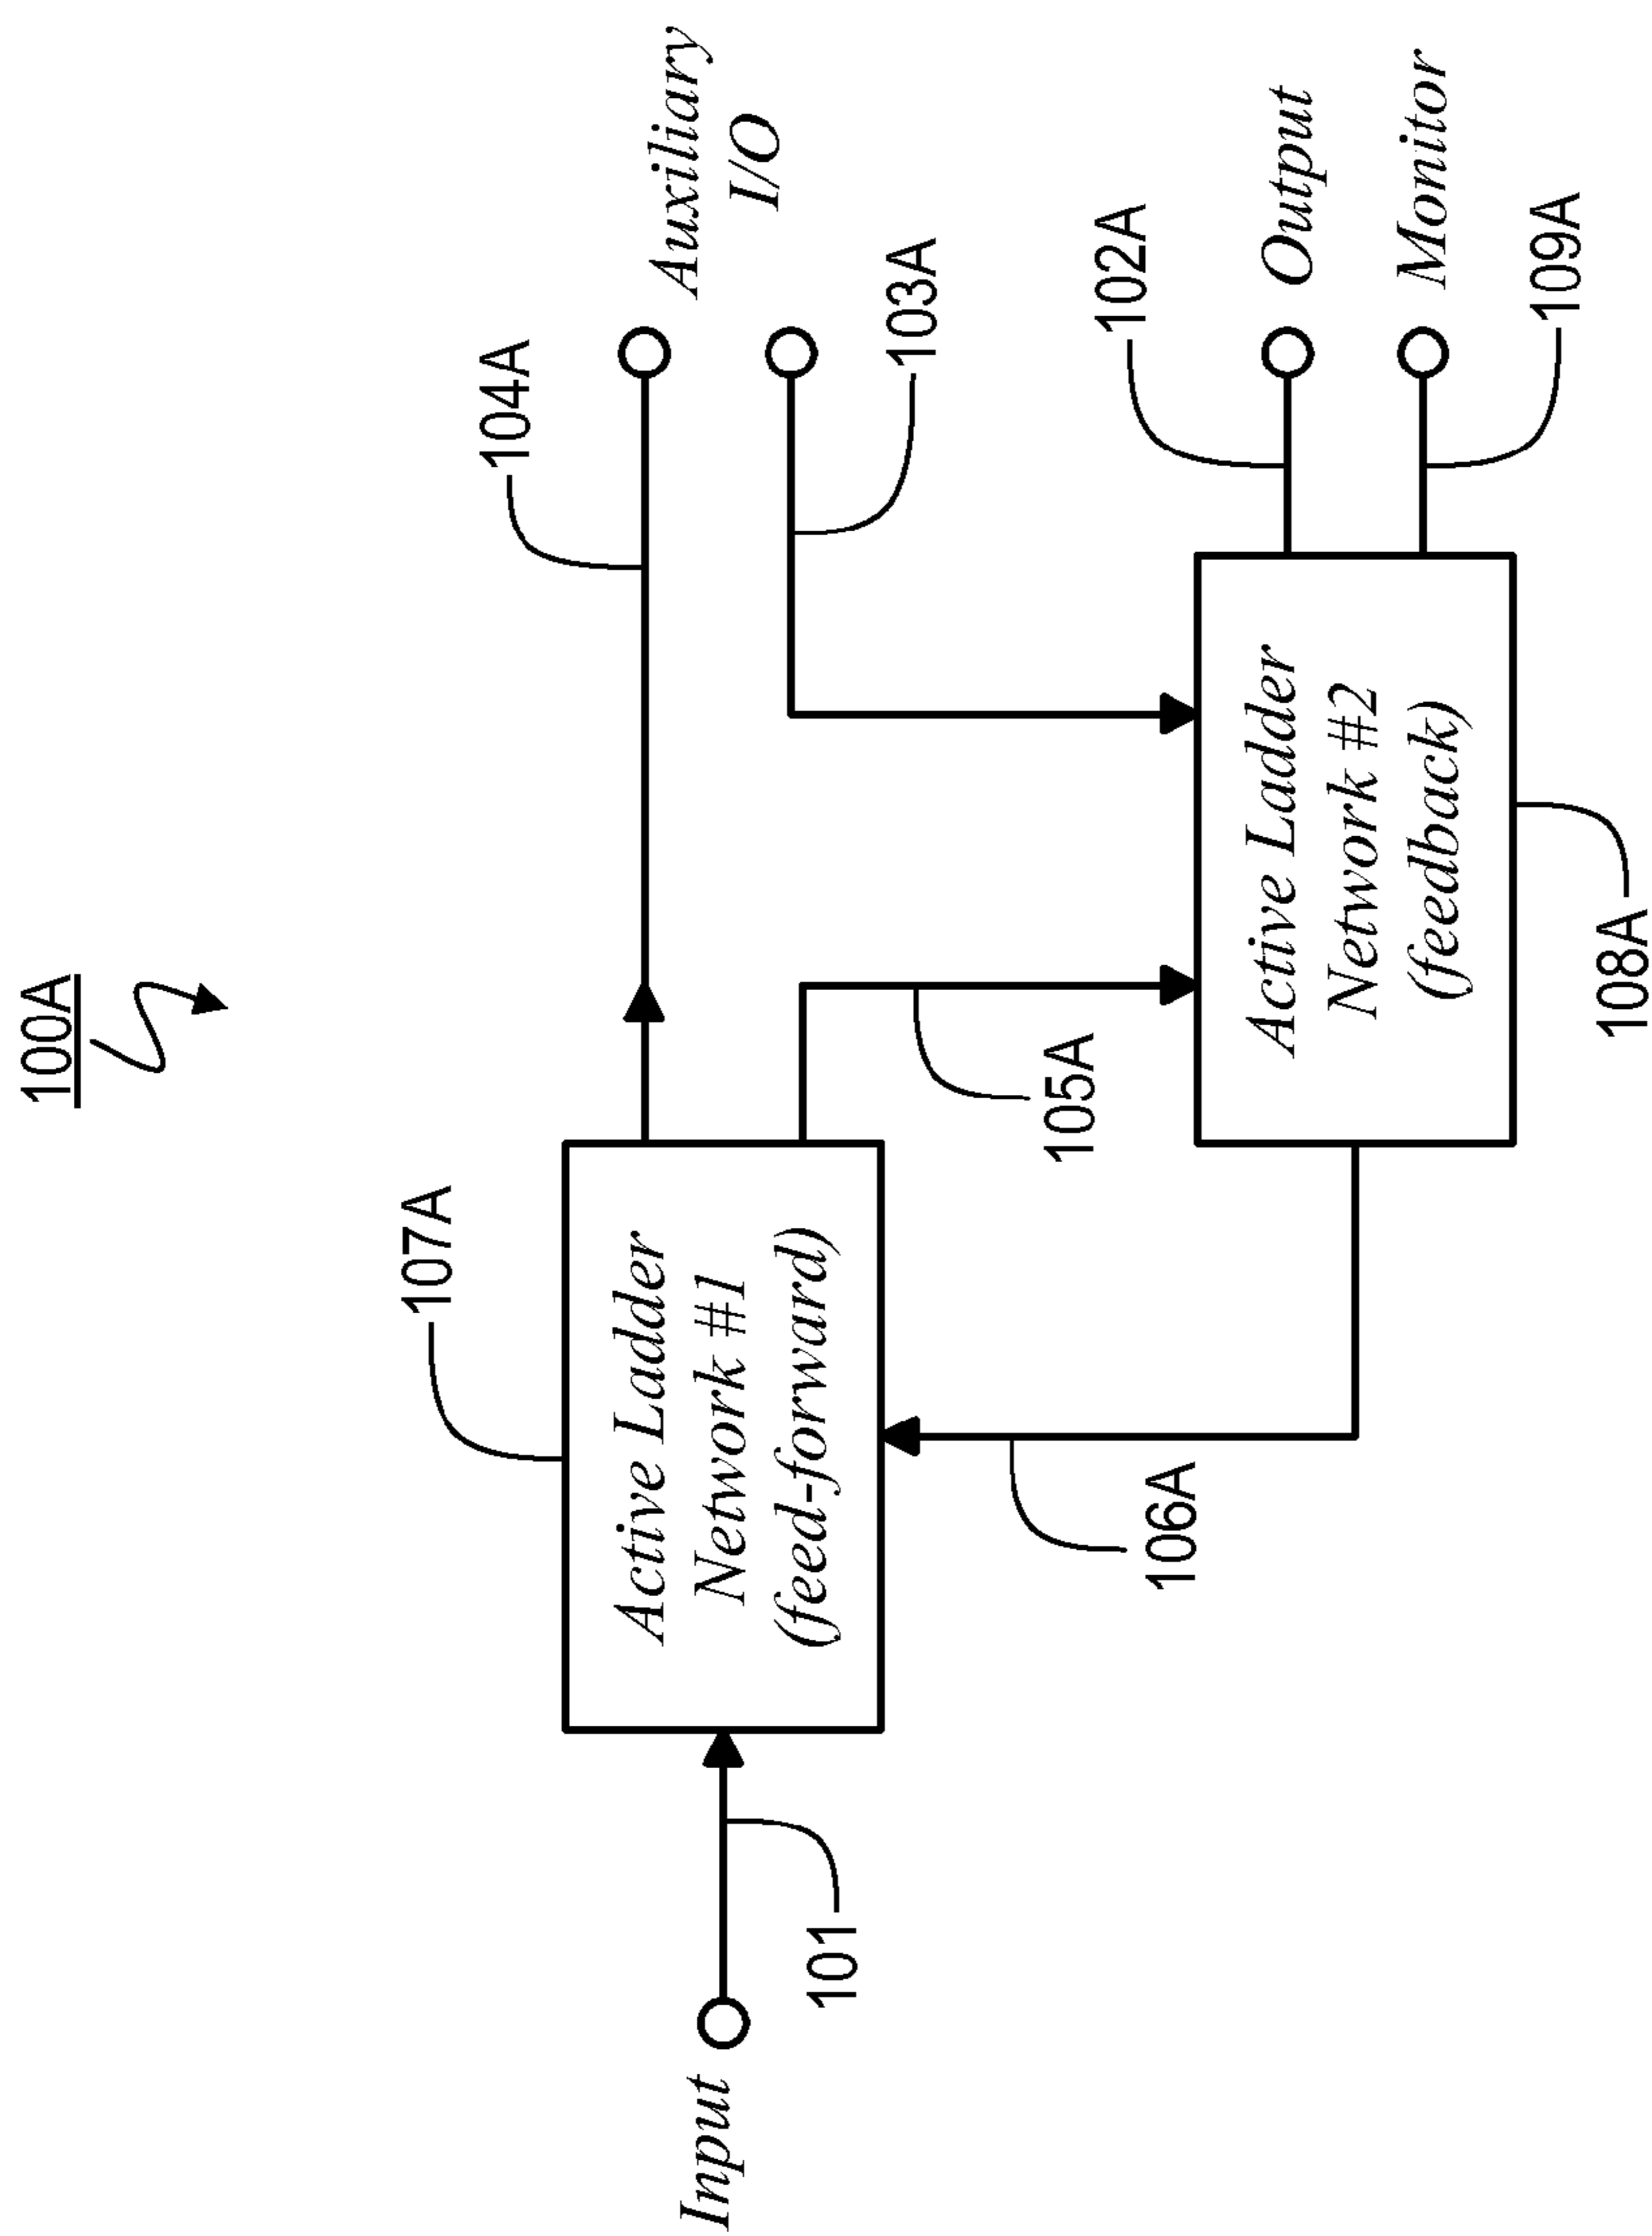 100A
104A
Auxiliary
I/O
107A
103A
Active Ladder
Network #1
(feed-forward)
Input
101
105A
102A
Output
Monitor
106A
109A
Active Ladder
Network #2
(feedback)
108A